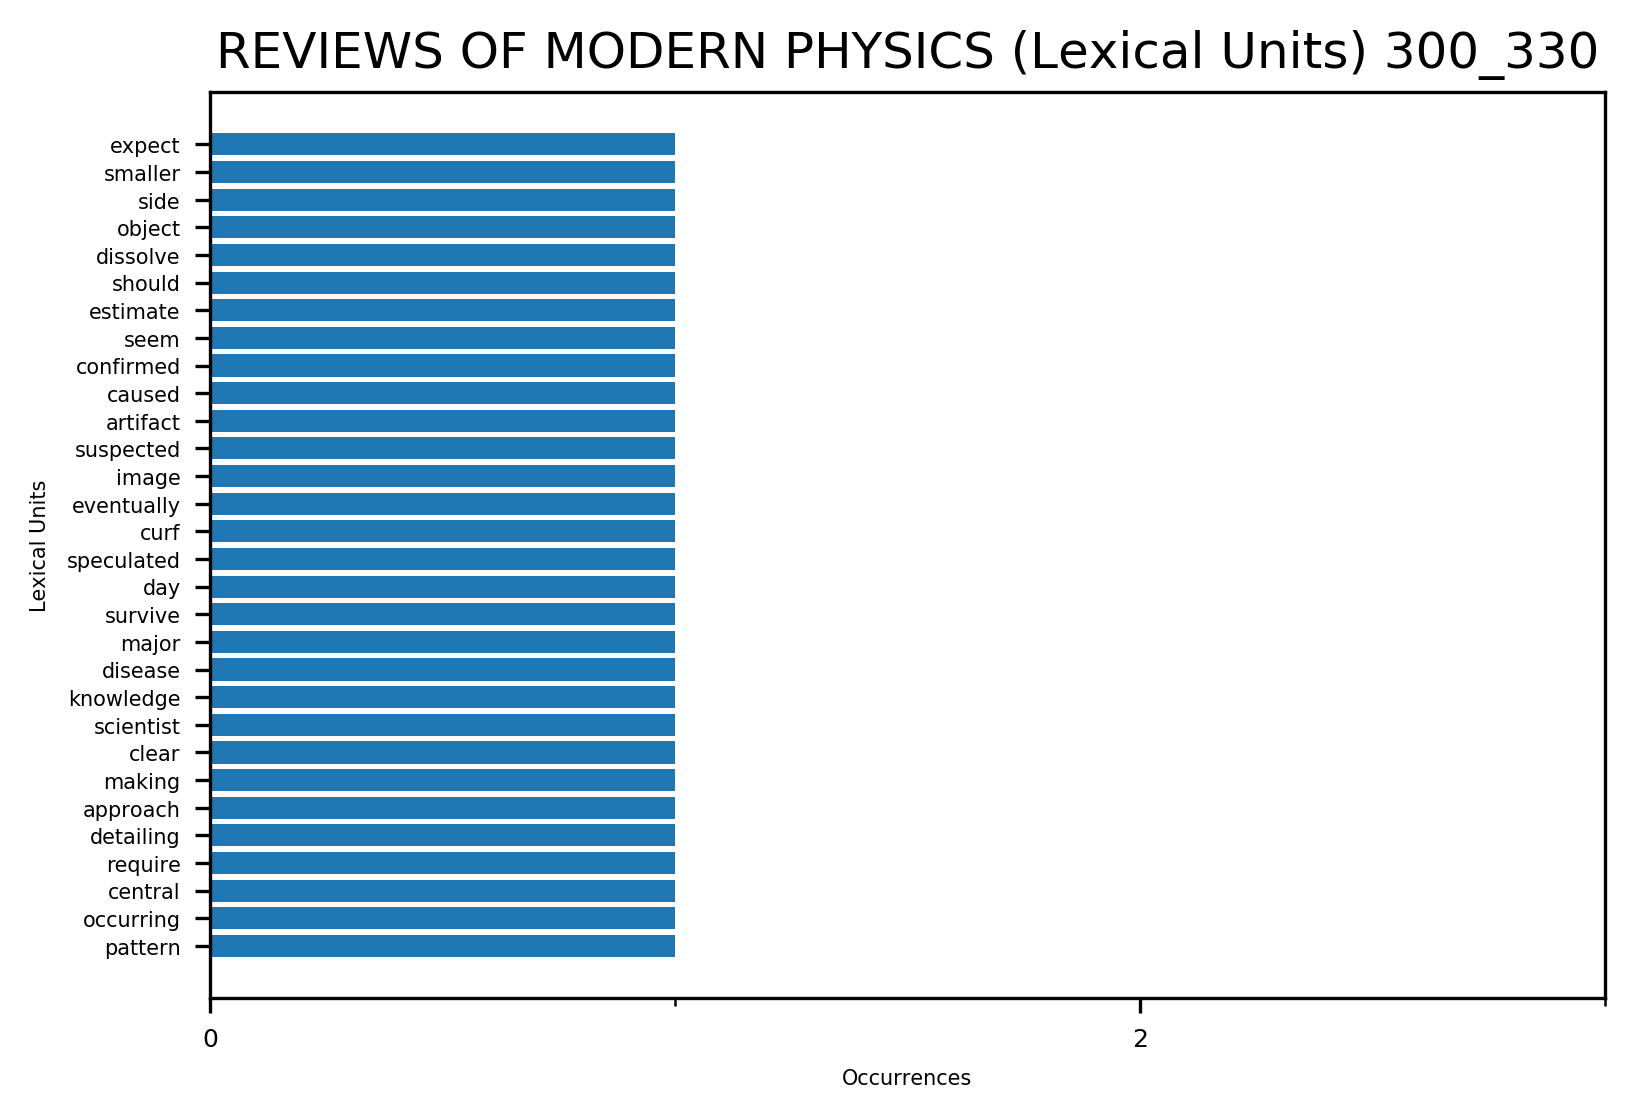 REVIEWS OF MODERN PHYSICS (Lexical Units) 300_330
expect
smaller
side
object
dissolve
should
estimate
seem
confirmed
caused
artifact
suspected
image
eventually
curf
speculated
day
survive
major
disease
knowledge
scientist
clear
making
approach
detailing
require
central
occurring
pattern
Lexical Units
0 2
Occurrences